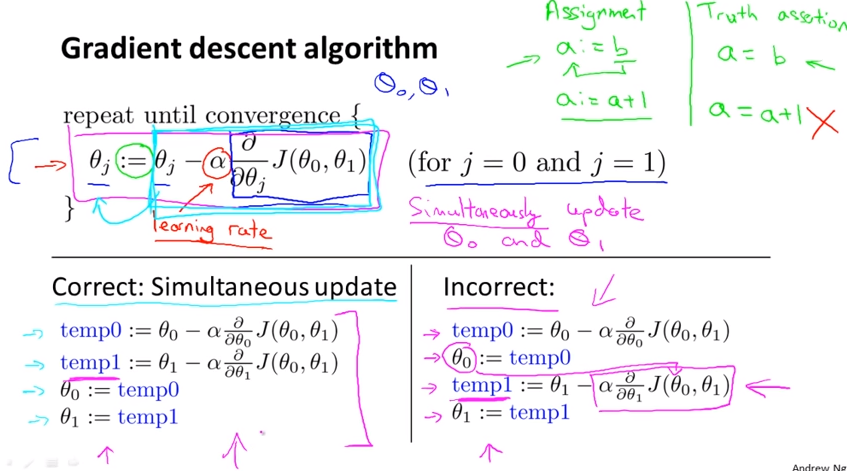 Assignment
Truth assertion
Gradient descent algorithm
a := b
a = b
θ₀, θ₁
a := a+1
a = a+1
repeat until convergence {
θⱼ := θⱼ − α ∂/∂θⱼ J(θ₀, θ₁) (for j = 0 and j = 1)
}
learning rate
Simultaneously update
θ₀ and θ₁
Correct: Simultaneous update
temp0 := θ₀ − α ∂/∂θ₀ J(θ₀, θ₁)
temp1 := θ₁ − α ∂/∂θ₁ J(θ₀, θ₁)
θ₀ := temp0
θ₁ := temp1
Incorrect:
temp0 := θ₀ − α ∂/∂θ₀ J(θ₀, θ₁)
θ₀ := temp0
temp1 := θ₁ − α ∂/∂θ₁ J(θ₀, θ₁)
θ₁ := temp1
Andrew Ng